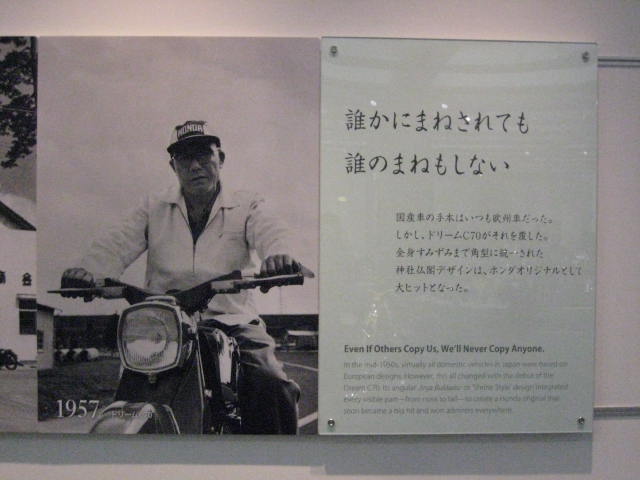 HONDA
1957 ドリームC70
誰かにまねされても
誰のまねもしない
国産車の手本はいつも欧州車だった。
しかし、ドリームC70がそれを覆した。
全身すみずみまで角型に統一された
神社仏閣デザインは、ホンダオリジナルとして
大ヒットとなった。
Even If Others Copy Us, We'll Never Copy Anyone.
In the mid-1950s, virtually all domestic vehicles in Japan were based on
European designs. However, this all changed with the debut of the
Dream C70. Its angular Jinja Bukkaku or "Shrine Style" design integrated
every visible part—from nose to tail—to create a Honda original that
soon became a big hit and won admirers everywhere.